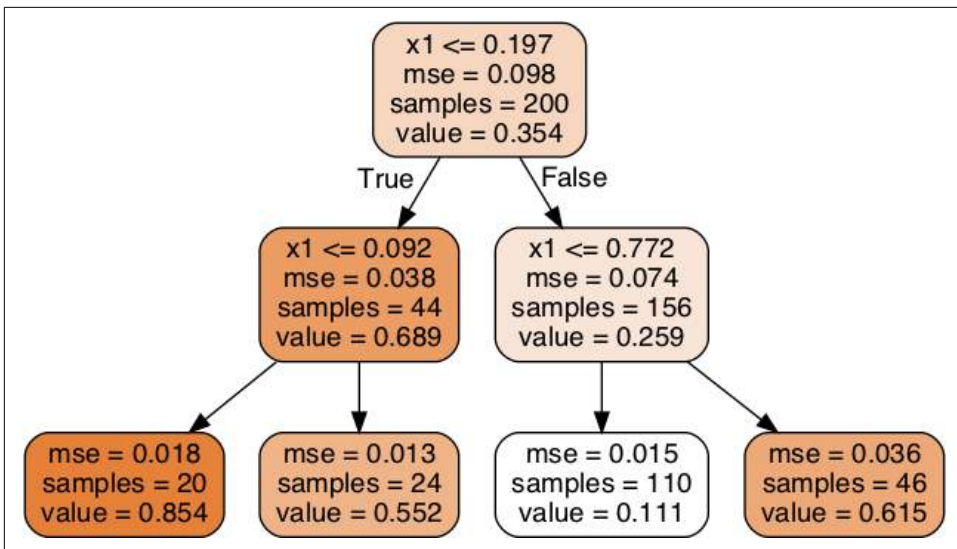 x1 <= 0.197
mse = 0.098
samples = 200
value = 0.354
True
False
x1 <= 0.092
mse = 0.038
samples = 44
value = 0.689
x1 <= 0.772
mse = 0.074
samples = 156
value = 0.259
mse = 0.018
samples = 20
value = 0.854
mse = 0.013
samples = 24
value = 0.552
mse = 0.015
samples = 110
value = 0.111
mse = 0.036
samples = 46
value = 0.615